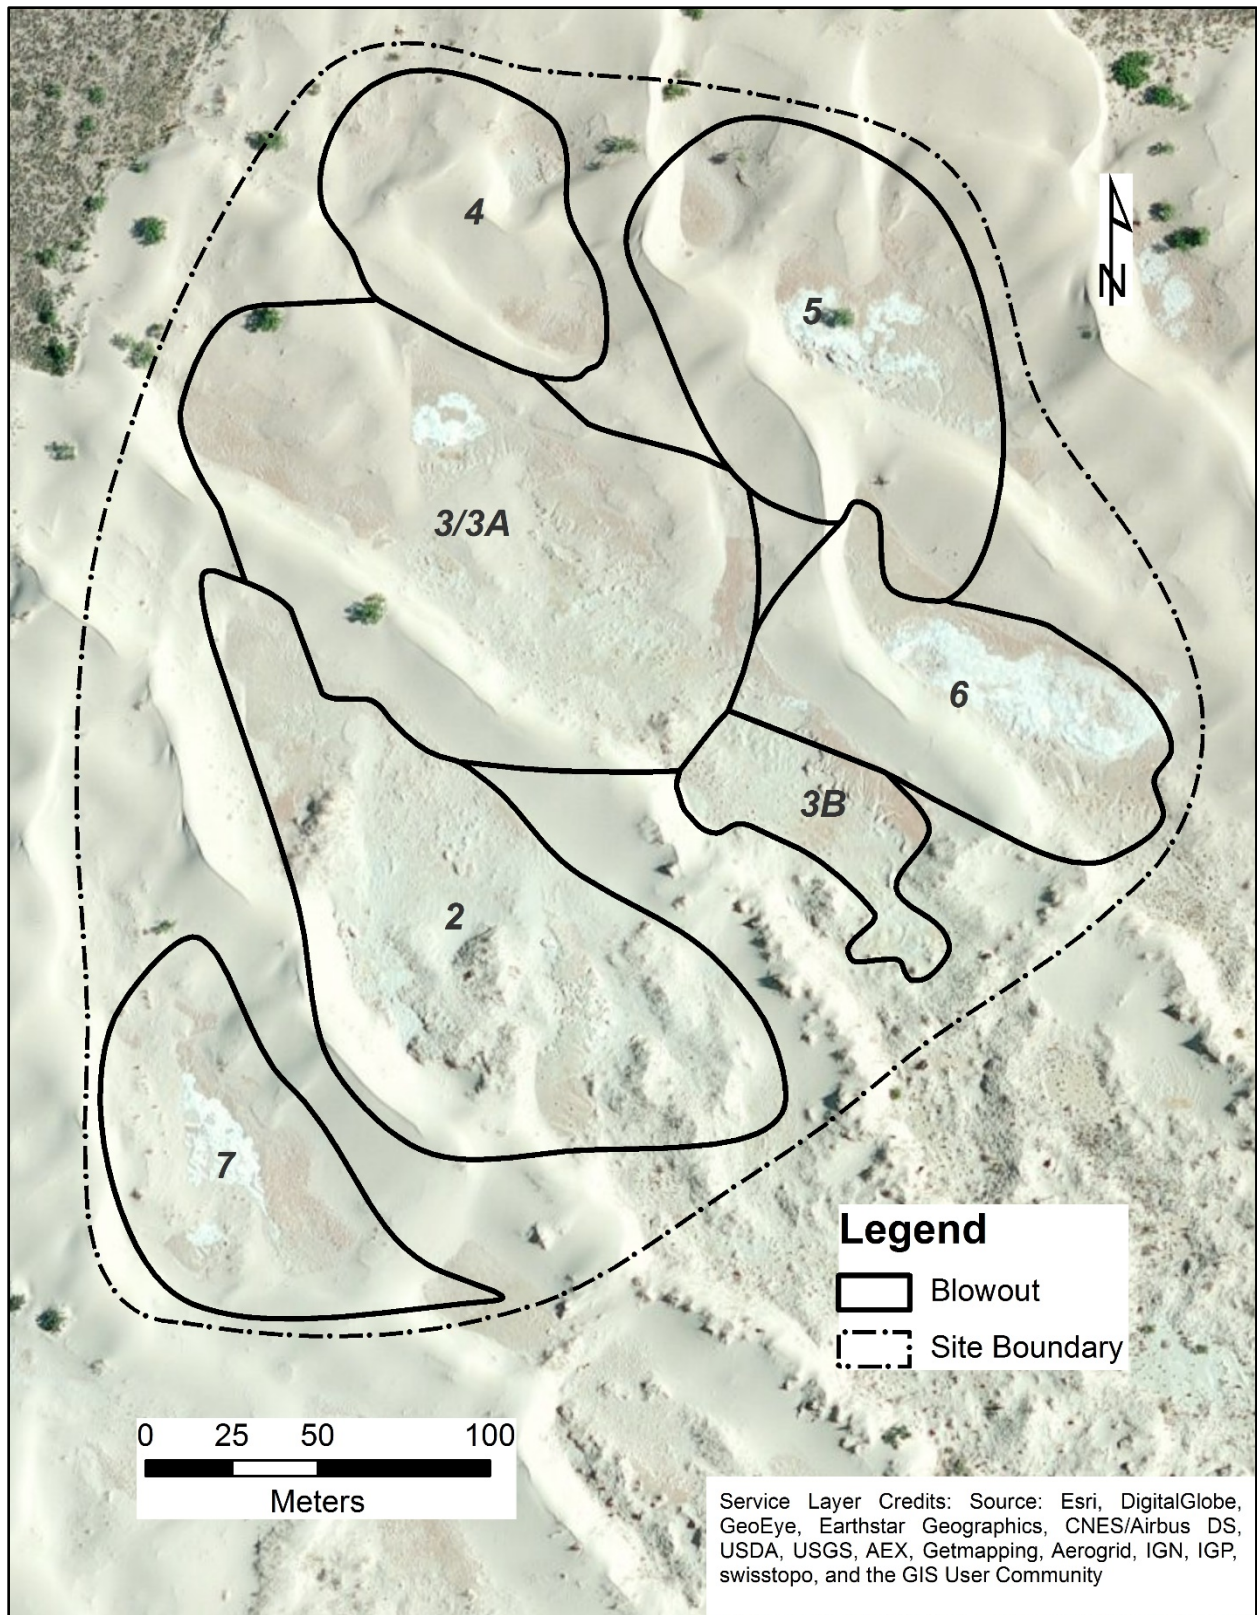 4
5
3/3A
6
3B
2
7
N
Legend
Blowout
Site Boundary
0 25 50 100
Meters
Service Layer Credits: Source: Esri, DigitalGlobe,
GeoEye, Earthstar Geographics, CNES/Airbus DS,
USDA, USGS, AEX, Getmapping, Aerogrid, IGN, IGP,
swisstopo, and the GIS User Community